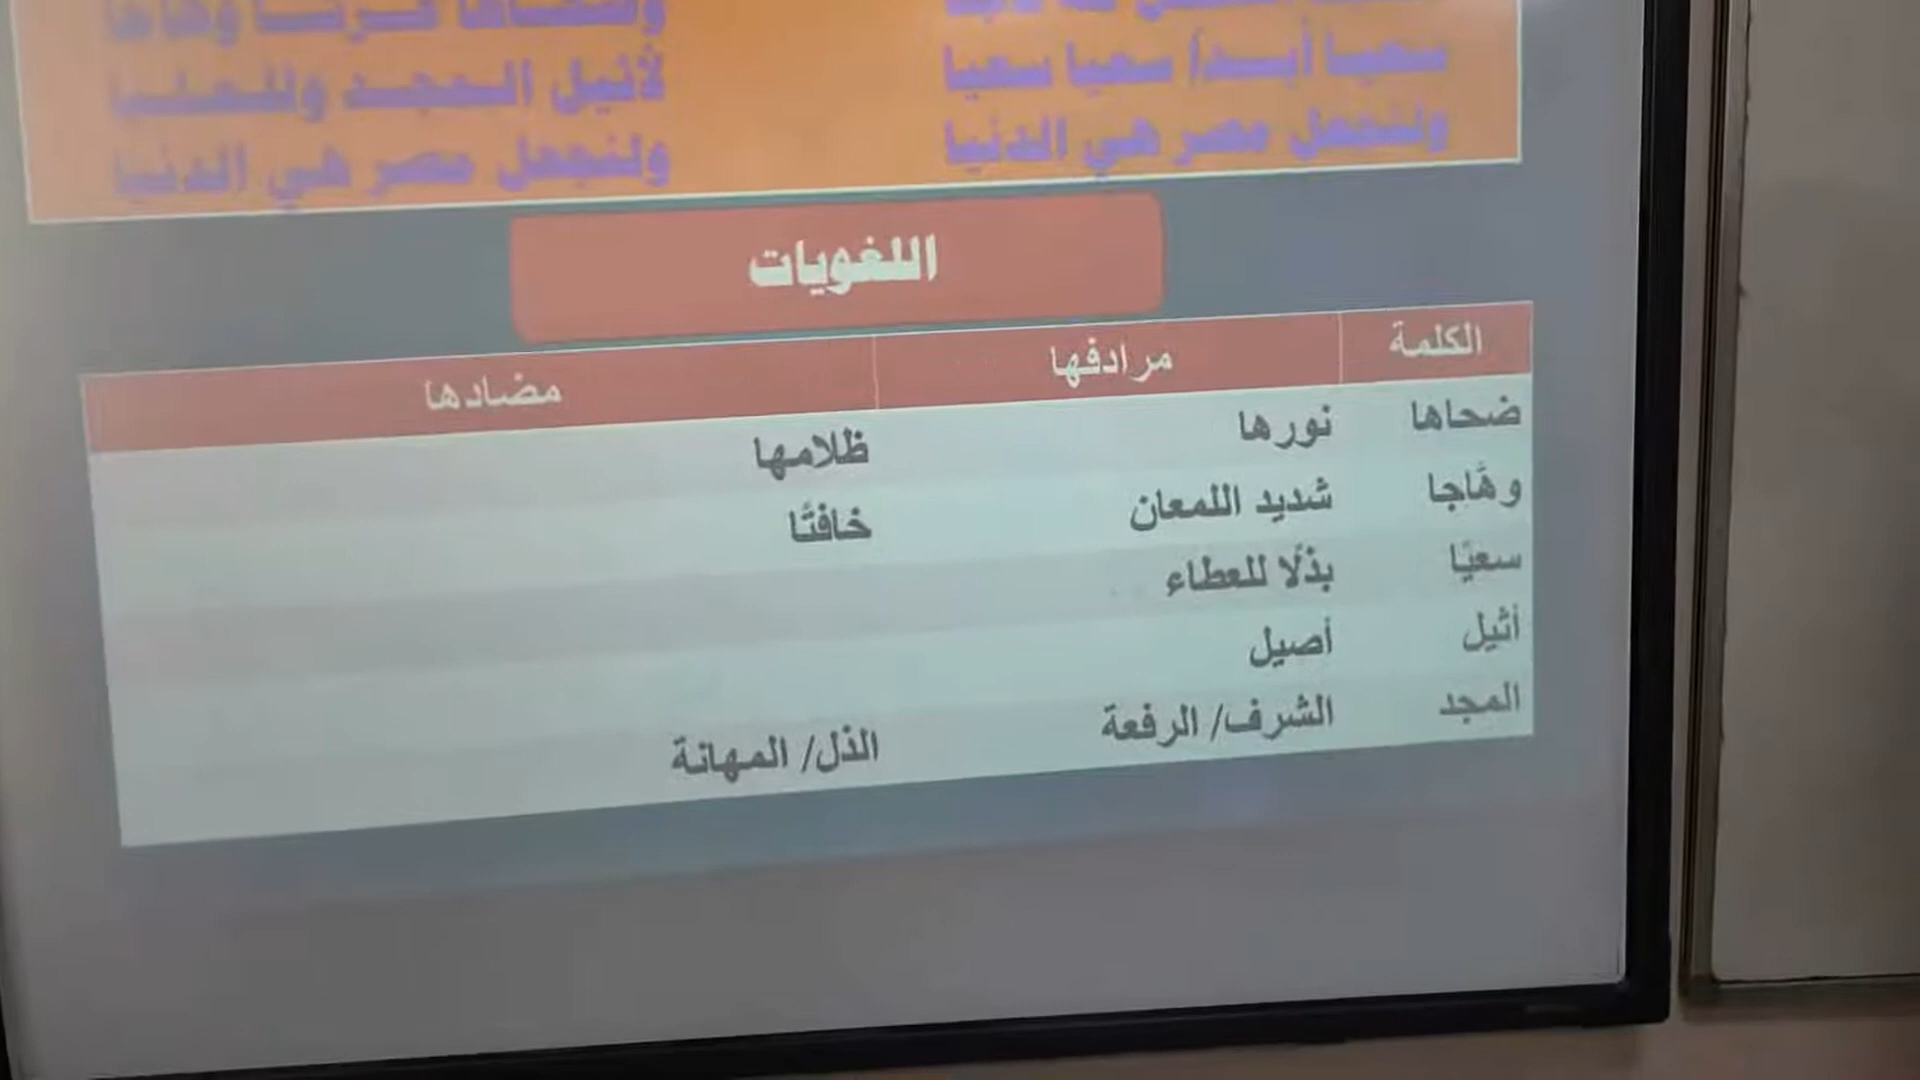 سعيا أبدا سعيا سعيا
لأثيل المجد وللعليا
ولنجعل مصر هي الدنيا
ولنجعل مصر هي الدنيا
اللغويات
الكلمة مرادفها مضادها
ضحاها نورها ظلامها
وهَّاجا شديد اللمعان خافتًا
سعيًا بذلًا للعطاء
أثيل أصيل
المجد الشرف/ الرفعة الذل/ المهانة